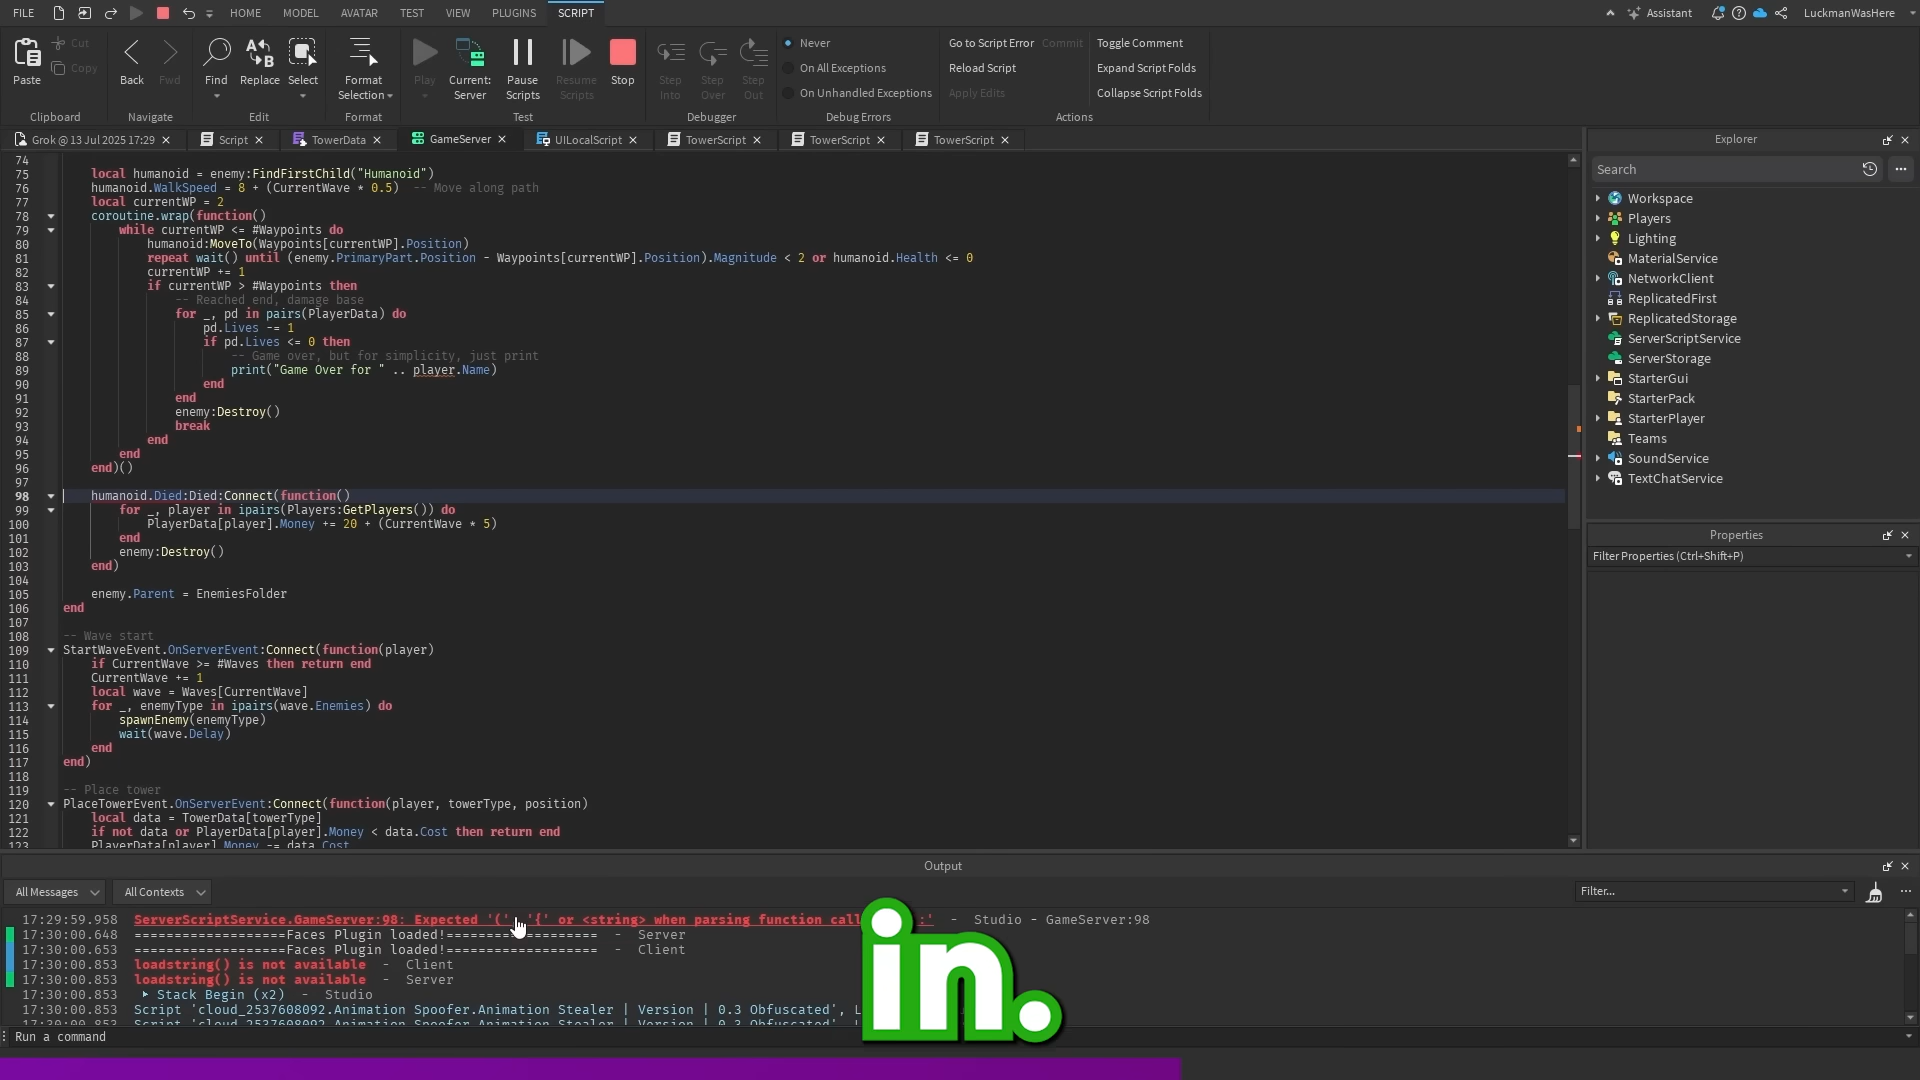 FILE HOME MODEL AVATAR TEST VIEW PLUGINS SCRIPT Assistant LuckmanWasHere
Paste Cut Copy Back Fwd Find Replace Select Format Selection Play Current: Server Pause Scripts Resume Scripts Stop Step Into Step Over Step Out
Never Go to Script Error Commit Toggle Comment
On All Exceptions Reload Script Expand Script Folds
On Unhandled Exceptions Apply Edits Collapse Script Folds
Clipboard Navigate Edit Format Test Debugger Debug Errors Actions
Grok @ 13 Jul 2025 17:29 Script TowerData GameServer UILocalScript TowerScript TowerScript TowerScript
74
75 local humanoid = enemy:FindFirstChild("Humanoid")
76 humanoid.WalkSpeed = 8 + (CurrentWave * 0.5) -- Move along path
77 local currentWP = 2
78 coroutine.wrap(function()
79 while currentWP <= #Waypoints do
80 humanoid:MoveTo(Waypoints[currentWP].Position)
81 repeat wait() until (enemy.PrimaryPart.Position - Waypoints[currentWP].Position).Magnitude < 2 or humanoid.Health <= 0
82 currentWP += 1
83 if currentWP > #Waypoints then
84 -- Reached end, damage base
85 for _, pd in pairs(PlayerData) do
86 pd.Lives -= 1
87 if pd.Lives <= 0 then
88 -- Game over, but for simplicity, just print
89 print("Game Over for " .. player.Name)
90 end
91 end
92 enemy:Destroy()
93 break
94 end
95 end
96 end)()
97
98 humanoid.Died:Died:Connect(function()
99 for _, player in ipairs(Players:GetPlayers()) do
100 PlayerData[player].Money += 20 + (CurrentWave * 5)
101 end
102 enemy:Destroy()
103 end)
104
105 enemy.Parent = EnemiesFolder
106 end
107
108 -- Wave start
109 StartWaveEvent.OnServerEvent:Connect(function(player)
110 if CurrentWave >= #Waves then return end
111 CurrentWave += 1
112 local wave = Waves[CurrentWave]
113 for _, enemyType in ipairs(wave.Enemies) do
114 spawnEnemy(enemyType)
115 wait(wave.Delay)
116 end
117 end)
118
119 -- Place tower
120 PlaceTowerEvent.OnServerEvent:Connect(function(player, towerType, position)
121 local data = TowerData[towerType]
122 if not data or PlayerData[player].Money < data.Cost then return end
123 PlayerData[player].Money -= data.Cost
Explorer
Search
Workspace
Players
Lighting
MaterialService
NetworkClient
ReplicatedFirst
ReplicatedStorage
ServerScriptService
ServerStorage
StarterGui
StarterPack
StarterPlayer
Teams
SoundService
TextChatService
Properties
Filter Properties (Ctrl+Shift+P)
Output
All Messages All Contexts Filter...
17:29:59.958 ServerScriptService.GameServer:98: Expected '(', '{' or <string> when parsing function call :' - Studio - GameServer:98
17:30:00.648 ===================Faces Plugin loaded!=================== - Server
17:30:00.653 ===================Faces Plugin loaded!=================== - Client
17:30:00.853 loadstring() is not available - Client
17:30:00.853 loadstring() is not available - Server
17:30:00.853 Stack Begin (x2) - Studio
17:30:00.853 Script 'cloud_2537608092.Animation Spoofer.Animation Stealer | Version | 0.3 Obfuscated', L
17:30:00.853 Script 'cloud_2537608092.Animation Spoofer.Animation Stealer | Version | 0.3 Obfuscated', L
in.
Run a command